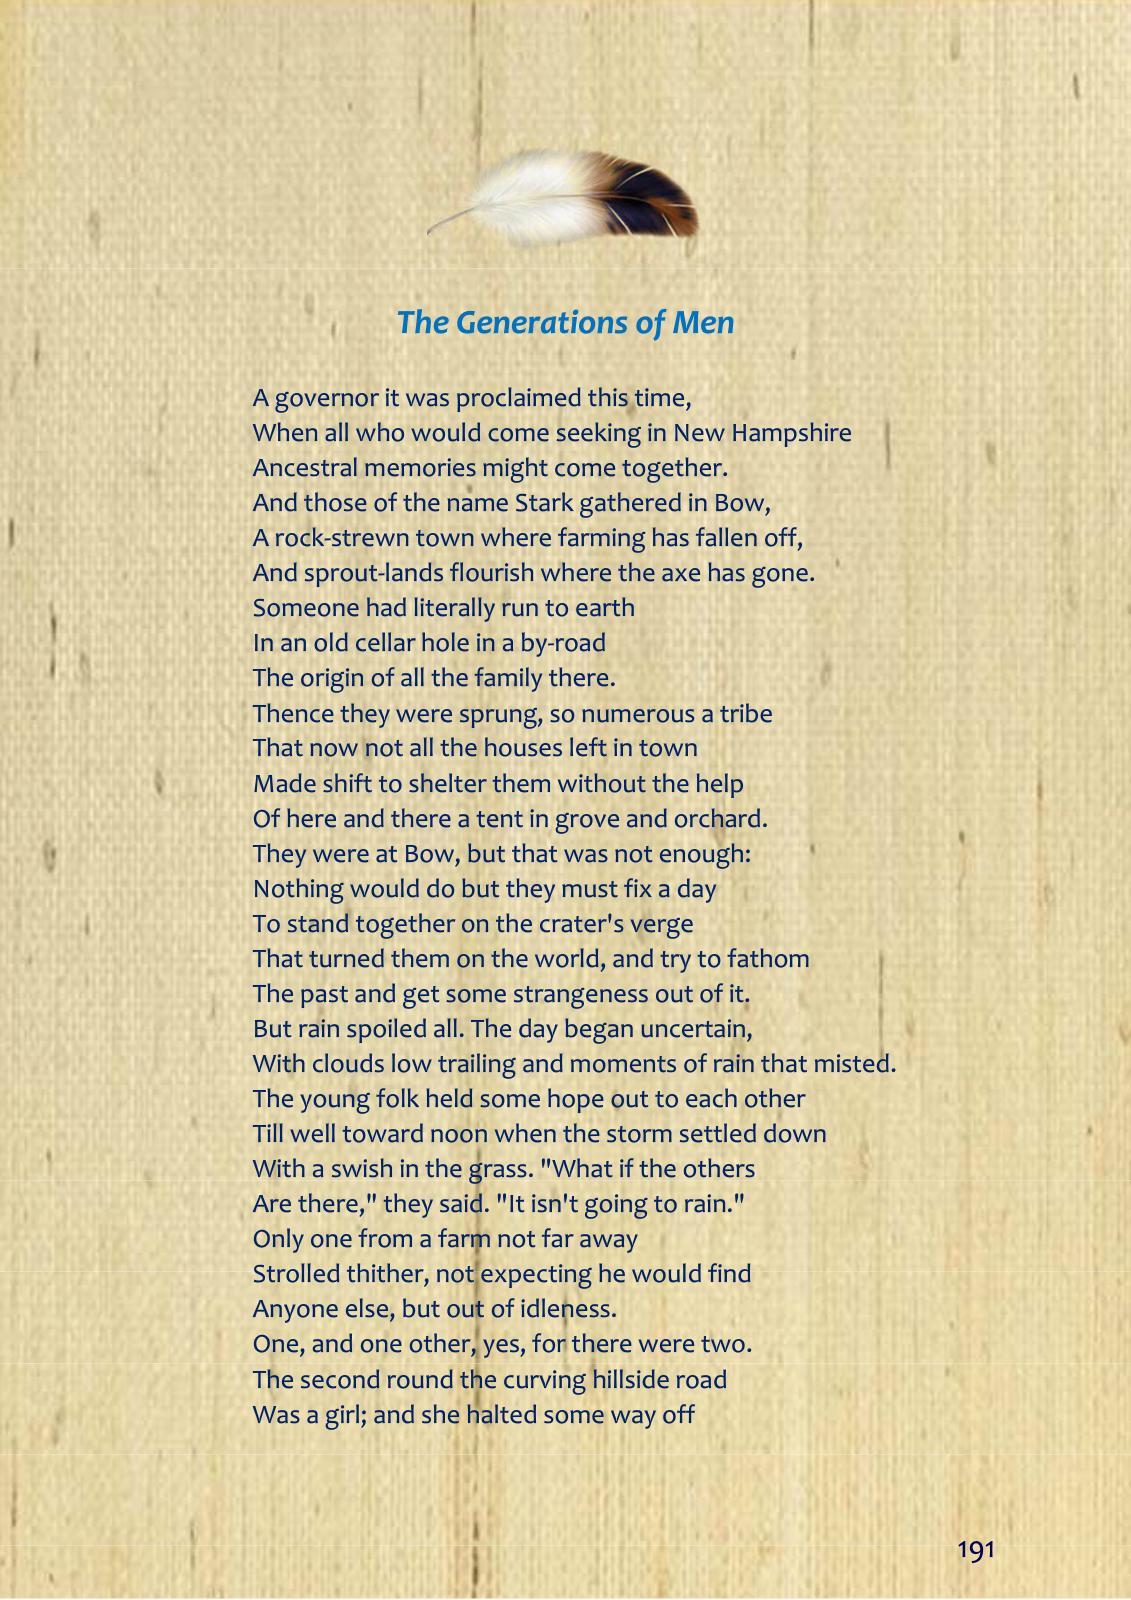 The Generations of Men
A governor it was proclaimed this time,
When all who would come seeking in New Hampshire
Ancestral memories might come together.
And those of the name Stark gathered in Bow,
A rock-strewn town where farming has fallen off,
And sprout-lands flourish where the axe has gone.
Someone had literally run to earth
In an old cellar hole in a by-road
The origin of all the family there.
Thence they were sprung, so numerous a tribe
That now not all the houses left in town
Made shift to shelter them without the help
Of here and there a tent in grove and orchard.
They were at Bow, but that was not enough:
Nothing would do but they must fix a day
To stand together on the crater's verge
That turned them on the world, and try to fathom
The past and get some strangeness out of it.
But rain spoiled all. The day began uncertain,
With clouds low trailing and moments of rain that misted.
The young folk held some hope out to each other
Till well toward noon when the storm settled down
With a swish in the grass. "What if the others
Are there," they said. "It isn't going to rain."
Only one from a farm not far away
Strolled thither, not expecting he would find
Anyone else, but out of idleness.
One, and one other, yes, for there were two.
The second round the curving hillside road
Was a girl; and she halted some way off
191